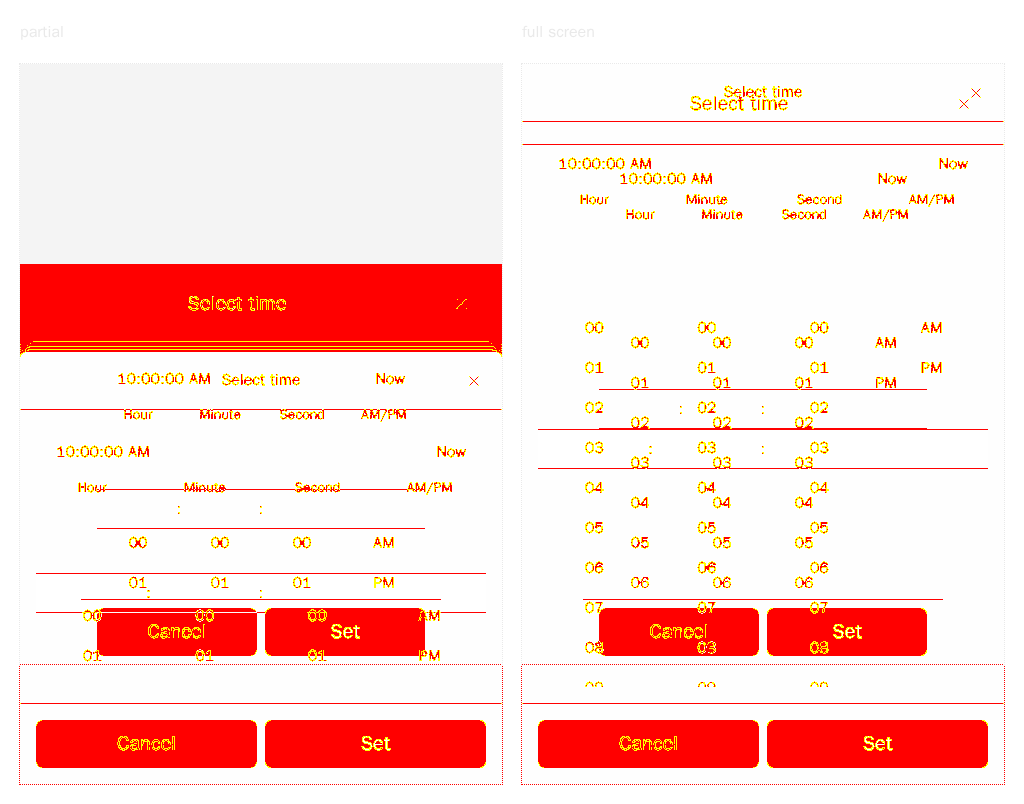 partial
full screen
Select time
10:00:00 AM Select time Now
Hour Minute Second AM/PM
10:00:00 AM Now
Hour Minute Second AM/PM
: :
00 00 00 AM
01 01 01 PM
: :
00 00 00 AM
Cancel Set
01 01 01 PM
Cancel Set
Select time
Select time
10:00:00 AM Now
10:00:00 AM Now
Hour Minute Second AM/PM
Hour Minute Second AM/PM
00 00 00 AM
00 00 00 AM
01 01 01 PM
01 01 01 PM
02 : 02 : 02
02 02 02
03 : 03 : 03
03 03 03
04 04 04
04 04 04
05 05 05
05 05 05
06 06 06
06 06 06
07 07 07
Cancel Set
08 08
Cancel Set